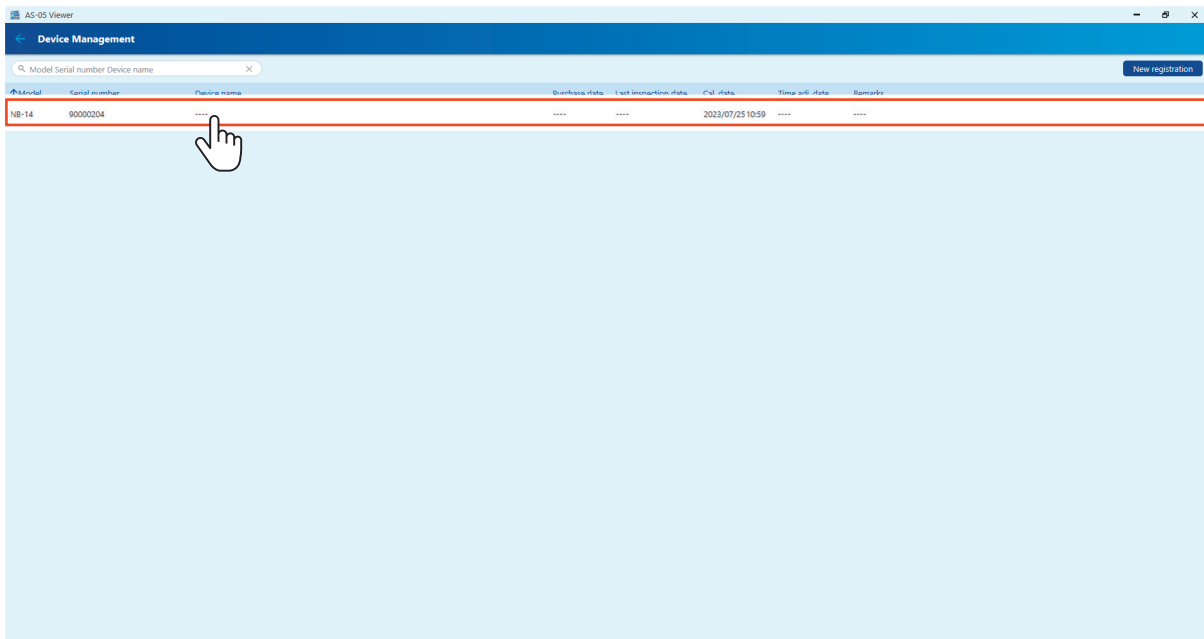 AS-05 Viewer
Device Management
Model Serial number Device name
New registration
Model Serial number Device name Purchase date Last inspection date Cal. date Time adj. date Remarks
NB-14 90000204 ---- ---- ---- 2023/07/25 10:59 ---- ----